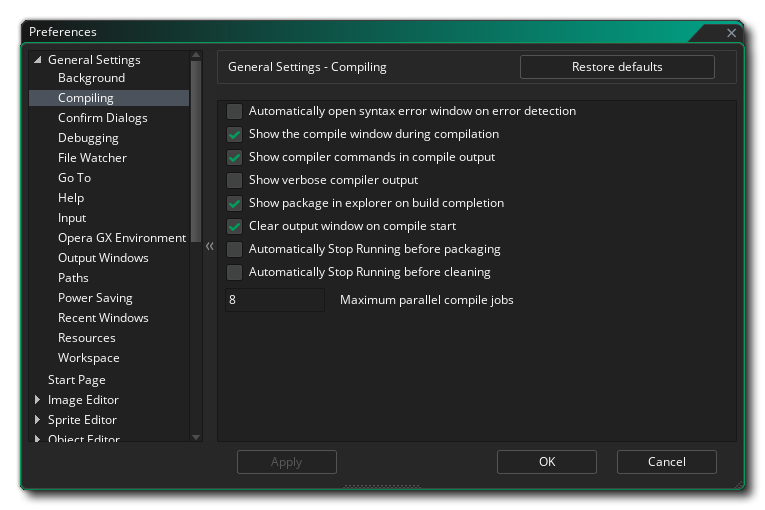 Preferences
General Settings
Background
Compiling
Confirm Dialogs
Debugging
File Watcher
Go To
Help
Input
Opera GX Environment
Output Windows
Paths
Power Saving
Recent Windows
Resources
Workspace
Start Page
Image Editor
Sprite Editor
Object Editor
General Settings - Compiling
Restore defaults
Automatically open syntax error window on error detection
Show the compile window during compilation
Show compiler commands in compile output
Show verbose compiler output
Show package in explorer on build completion
Clear output window on compile start
Automatically Stop Running before packaging
Automatically Stop Running before cleaning
8 Maximum parallel compile jobs
Apply
OK
Cancel